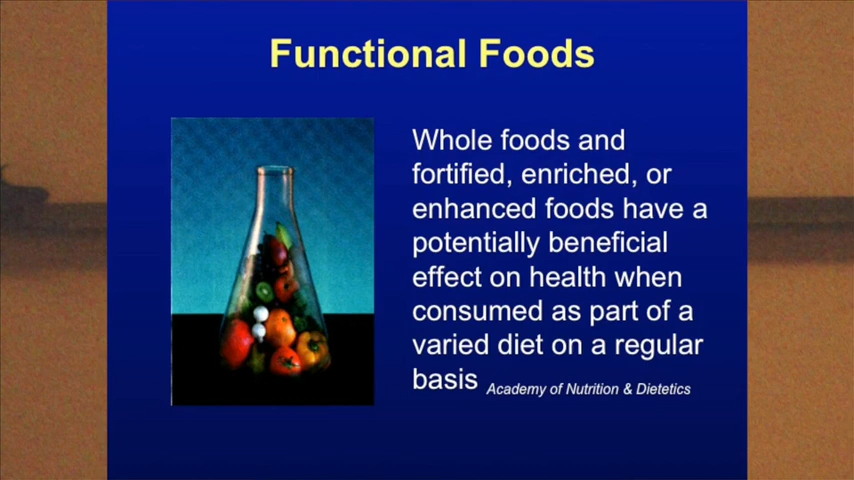 Functional Foods
Whole foods and
fortified, enriched, or
enhanced foods have a
potentially beneficial
effect on health when
consumed as part of a
varied diet on a regular
basis Academy of Nutrition & Dietetics